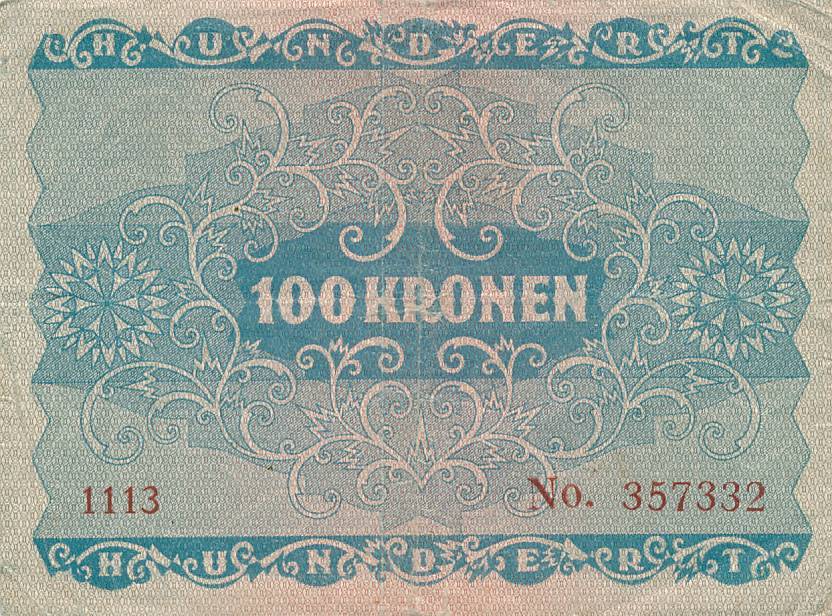 HUNDERT
100 KRONEN
1113 No. 357332
HUNDERT